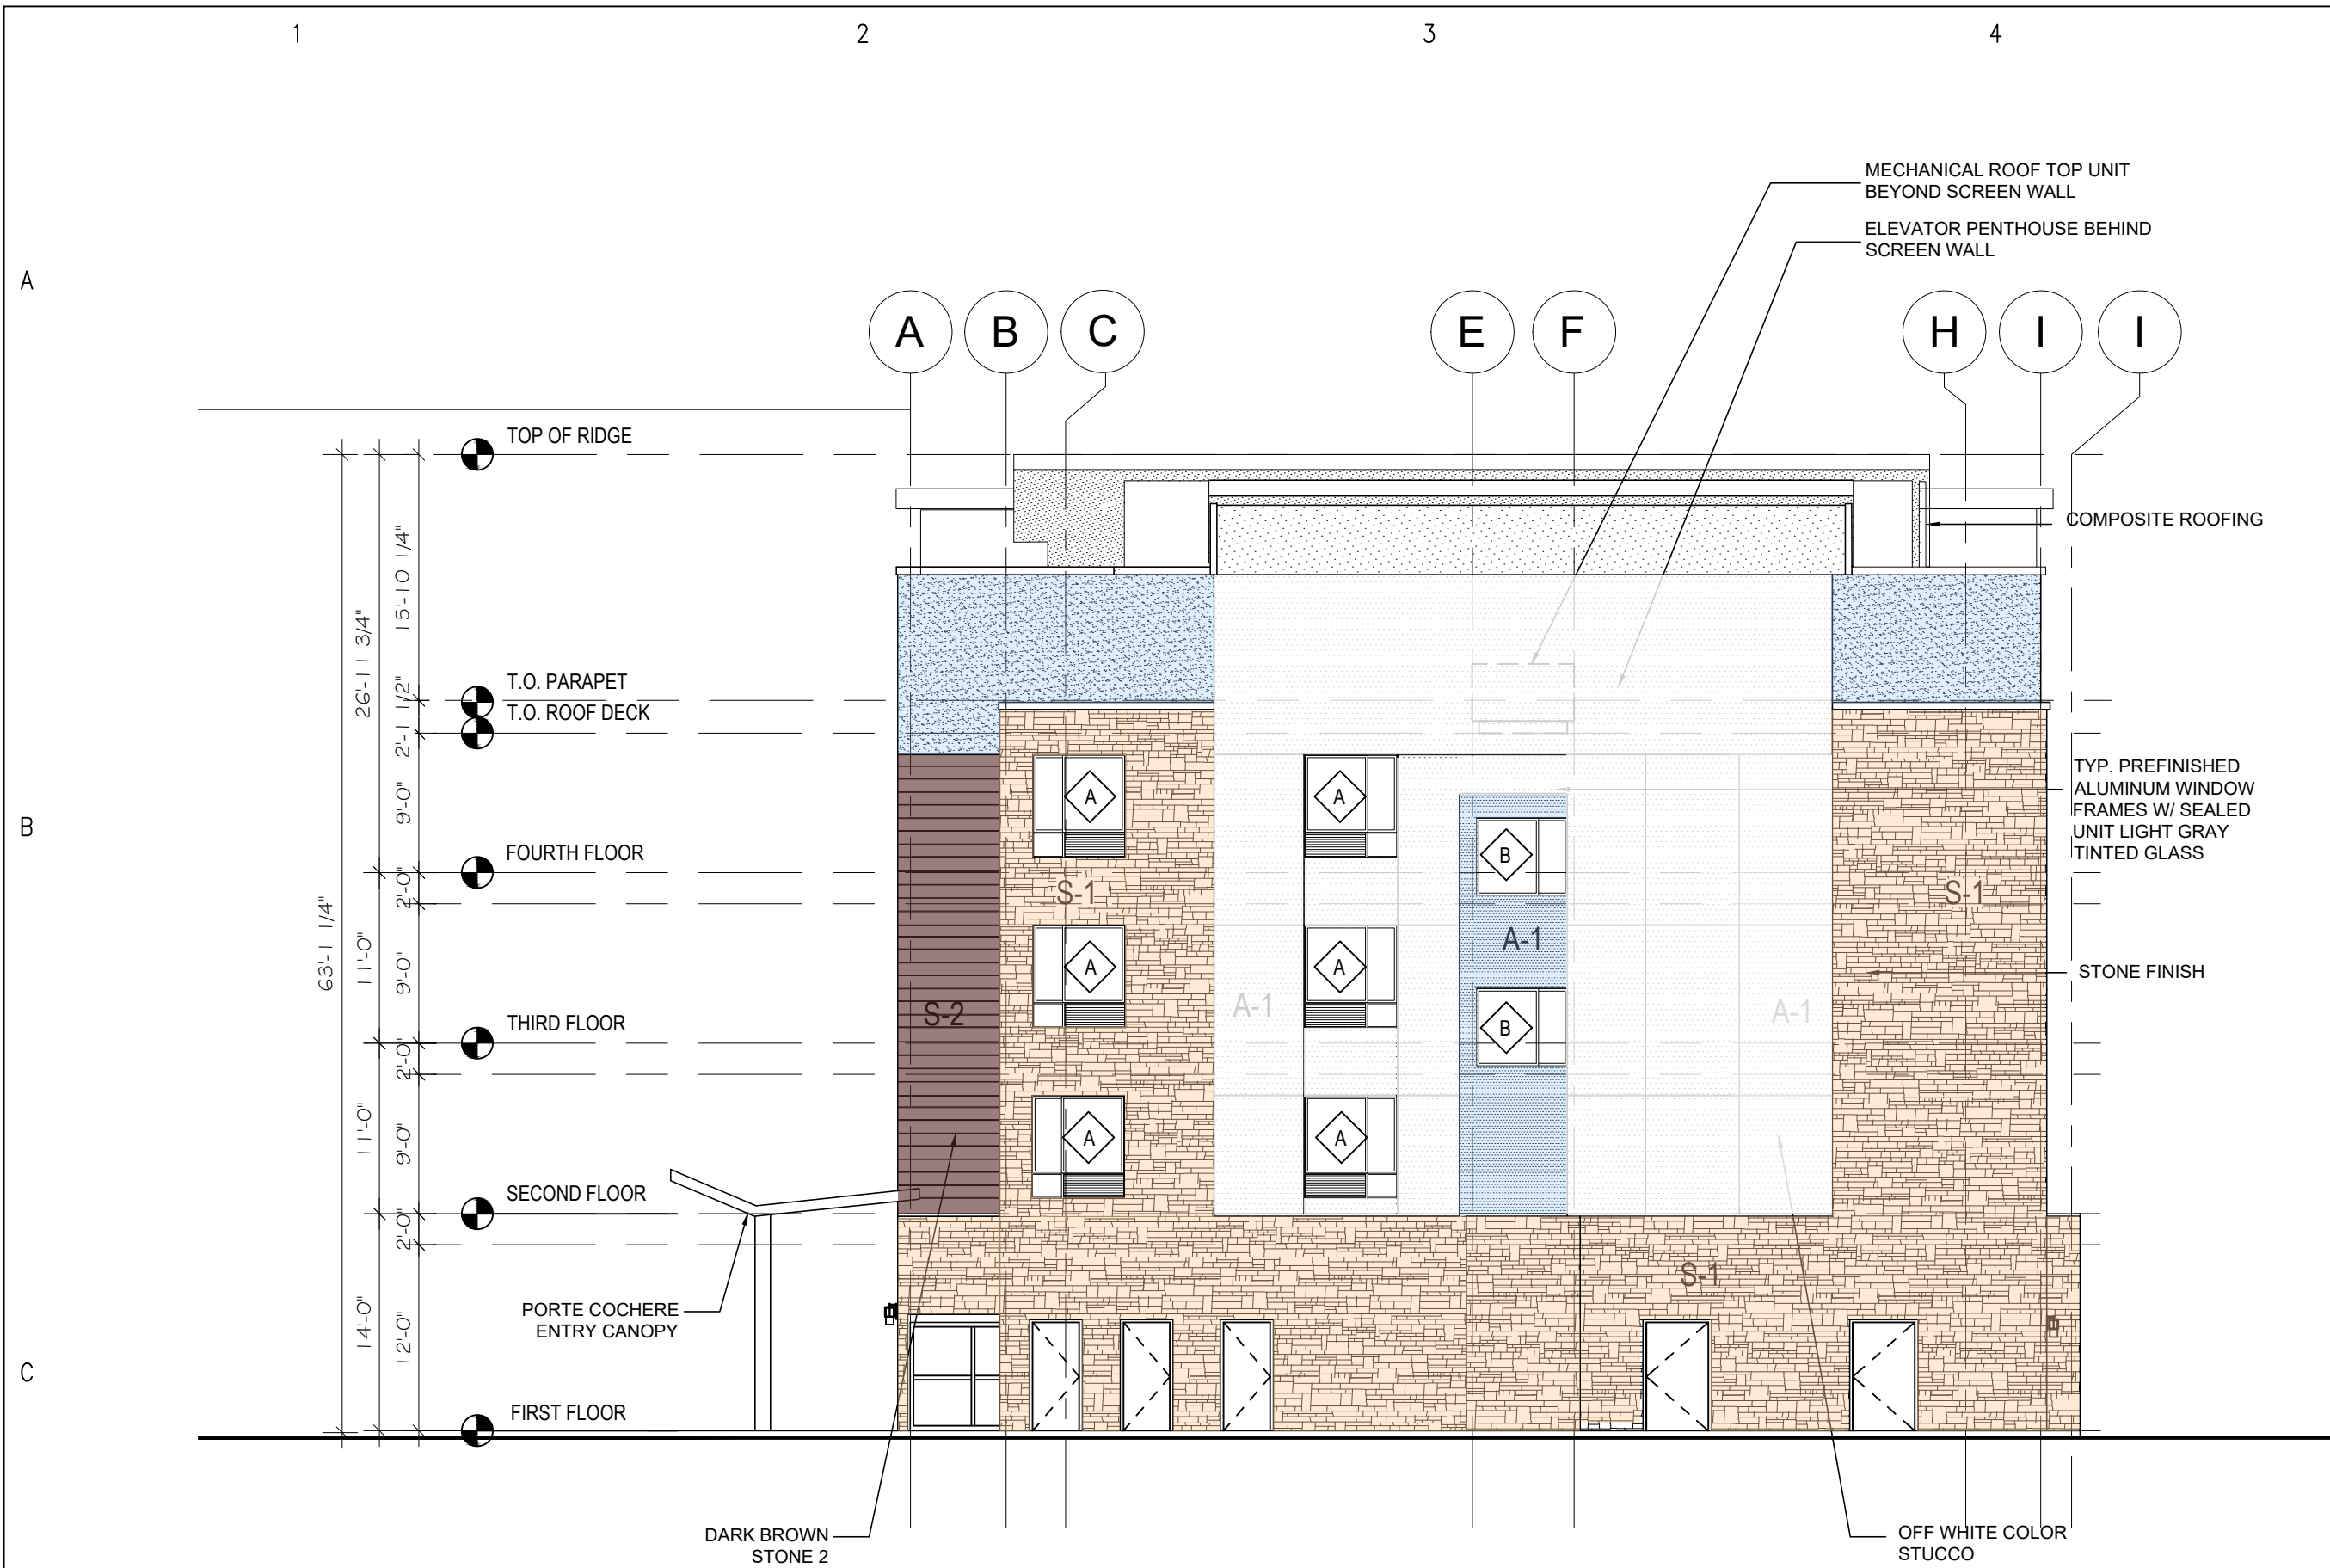 1 2 3 4
A
MECHANICAL ROOF TOP UNIT
BEYOND SCREEN WALL
ELEVATOR PENTHOUSE BEHIND
SCREEN WALL
A B C E F H I I
TOP OF RIDGE
COMPOSITE ROOFING
15'-10 1/4"
26'-11 3/4"
T.O. PARAPET
T.O. ROOF DECK
2'-11 1/2"
TYP. PREFINISHED
ALUMINUM WINDOW
FRAMES W/ SEALED
UNIT LIGHT GRAY
TINTED GLASS
A A
9'-0"
B
FOURTH FLOOR
B
2'-0"
S-1 S-1
63'-1 1/4"
11'-0"
9'-0"
A A
A-1
STONE FINISH
S-2 A-1 A-1
THIRD FLOOR
B
2'-0"
11'-0"
9'-0"
A A
SECOND FLOOR
2'-0"
S-1
PORTE COCHERE
ENTRY CANOPY
14'-0"
12'-0"
C
FIRST FLOOR
DARK BROWN
STONE 2
OFF WHITE COLOR
STUCCO